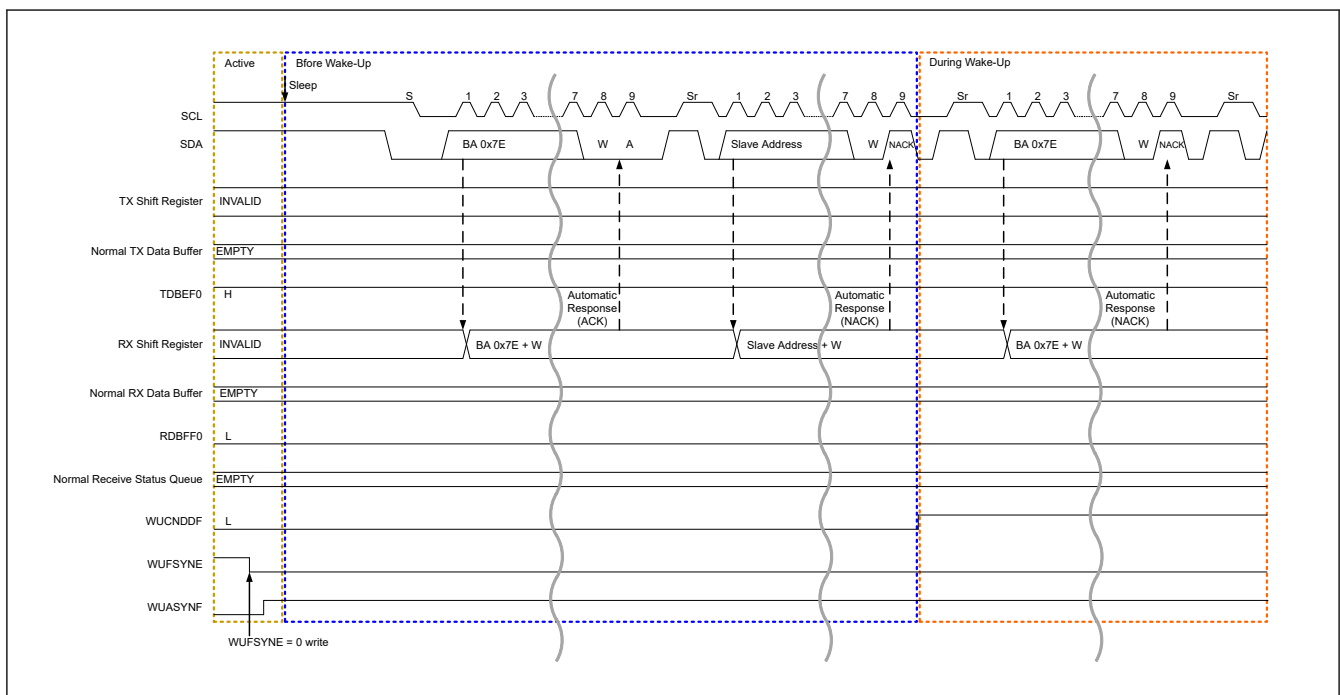 Active
Bfore Wake-Up
During Wake-Up
Sleep
S 1 2 3 7 8 9 Sr 1 2 3 7 8 9 Sr 1 2 3 7 8 9 Sr
SCL
SDA BA 0x7E W A Slave Address W NACK BA 0x7E W NACK
TX Shift Register INVALID
Normal TX Data Buffer EMPTY
TDBEF0 H
Automatic
Response
(ACK)
Automatic
Response
(NACK)
Automatic
Response
(NACK)
RX Shift Register INVALID BA 0x7E + W Slave Address + W BA 0x7E + W
Normal RX Data Buffer EMPTY
RDBFF0 L
Normal Receive Status Queue EMPTY
WUCNDDF L
WUFSYNE
WUASYNF
WUFSYNE = 0 write